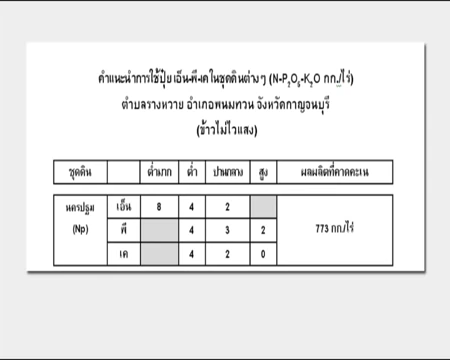 คำแนะนำการใช้ปุ๋ย เอ็น-พี-เคในชุดดินต่างๆ (N-P2O5-K2O กก./ไร่)
ตำบลรางหวาย อำเภอพนมทวน จังหวัดกาญจนบุรี
(ข้าวไม่ไวแสง)
ชุดดิน ต่ำมาก ต่ำ ปานกลาง สูง ผลผลิตที่คาดคะเน
นครปฐม เอ็น 8 4 2
(Np) พี 4 3 2 773 กก./ไร่
เค 4 2 0